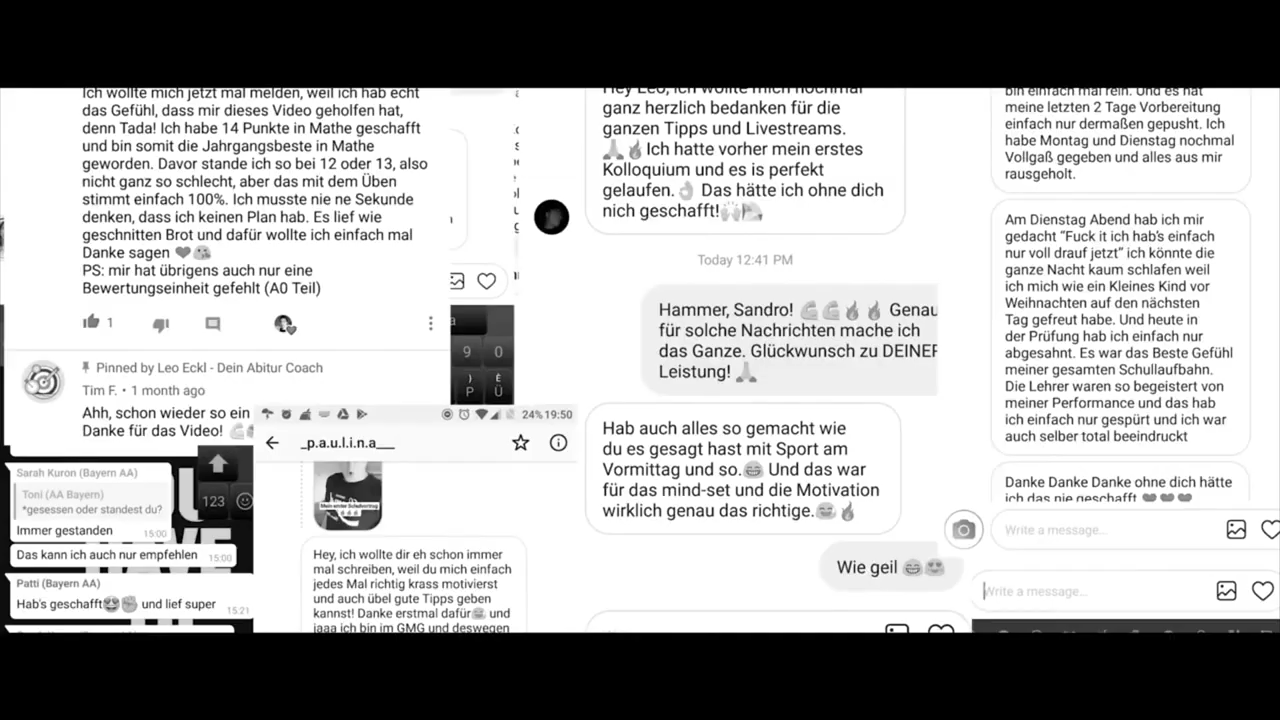 Ich wollte mich jetzt mal melden, weil ich hab echt
das Gefühl, dass mir dieses Video geholfen hat,
denn Tada! Ich habe 14 Punkte in Mathe geschafft
und bin somit die Jahrgangsbeste in Mathe
geworden. Davor stande ich so bei 12 oder 13, also
nicht ganz so schlecht, aber das mit dem Üben
stimmt einfach 100%. Ich musste nie ne Sekunde
denken, dass ich keinen Plan hab. Es lief wie
geschnitten Brot und dafür wollte ich einfach mal
Danke sagen ❤😘
PS: mir hat übrigens auch nur eine
Bewertungseinheit gefehlt (A0 Teil)
1
Pinned by Leo Eckl - Dein Abitur Coach
Tim F. • 1 month ago
Ahh, schon wieder so ein
Danke für das Video! 💪
Sarah Kuron (Bayern AA)
Toni (AA Bayern)
*gesessen oder standest du?
Immer gestanden
15:00
Das kann ich auch nur empfehlen
15:00
Patti (Bayern AA)
Hab's geschafft😍✊ und lief super
15:21
123
9 0
P Ü
24% 19:50
_p.a.u.l.i.n.a___
Mein erster Schulvortrag
Hey, ich wollte dir eh schon immer
mal schreiben, weil du mich einfach
jedes Mal richtig krass motivierst
und auch übel gute Tipps geben
kannst! Danke erstmal dafür😁 und
jaaa ich bin im GMG und deswegen
Hey Leo, ich wollte mich nochmal
ganz herzlich bedanken für die
ganzen Tipps und Livestreams.
🙏🔥Ich hatte vorher mein erstes
Kolloquium und es is perfekt
gelaufen.👌 Das hätte ich ohne dich
nich geschafft!🙌
Today 12:41 PM
Hammer, Sandro! 💪💪🔥🔥 Genau
für solche Nachrichten mache ich
das Ganze. Glückwunsch zu DEINER
Leistung! 🙏
Hab auch alles so gemacht wie
du es gesagt hast mit Sport am
Vormittag und so.😂 Und das war
für das mind-set und die Motivation
wirklich genau das richtige.😁🔥
Wie geil 😂😍
bin einfach mal rein. Und es hat
meine letzten 2 Tage Vorbereitung
einfach nur dermaßen gepusht. Ich
habe Montag und Dienstag nochmal
Vollgaß gegeben und alles aus mir
rausgeholt.
Am Dienstag Abend hab ich mir
gedacht "Fuck it ich hab's einfach
nur voll drauf jetzt" ich könnte die
ganze Nacht kaum schlafen weil
ich mich wie ein Kleines Kind vor
Weihnachten auf den nächsten
Tag gefreut habe. Und heute in
der Prüfung hab ich einfach nur
abgesahnt. Es war das Beste Gefühl
meiner gesamten Schullaufbahn.
Die Lehrer waren so begeistert von
meiner Performance und das hab
ich einfach nur gespürt und ich war
auch selber total beeindruckt
Danke Danke Danke ohne dich hätte
ich das nie geschafft ❤❤❤
Write a message...
Write a message...